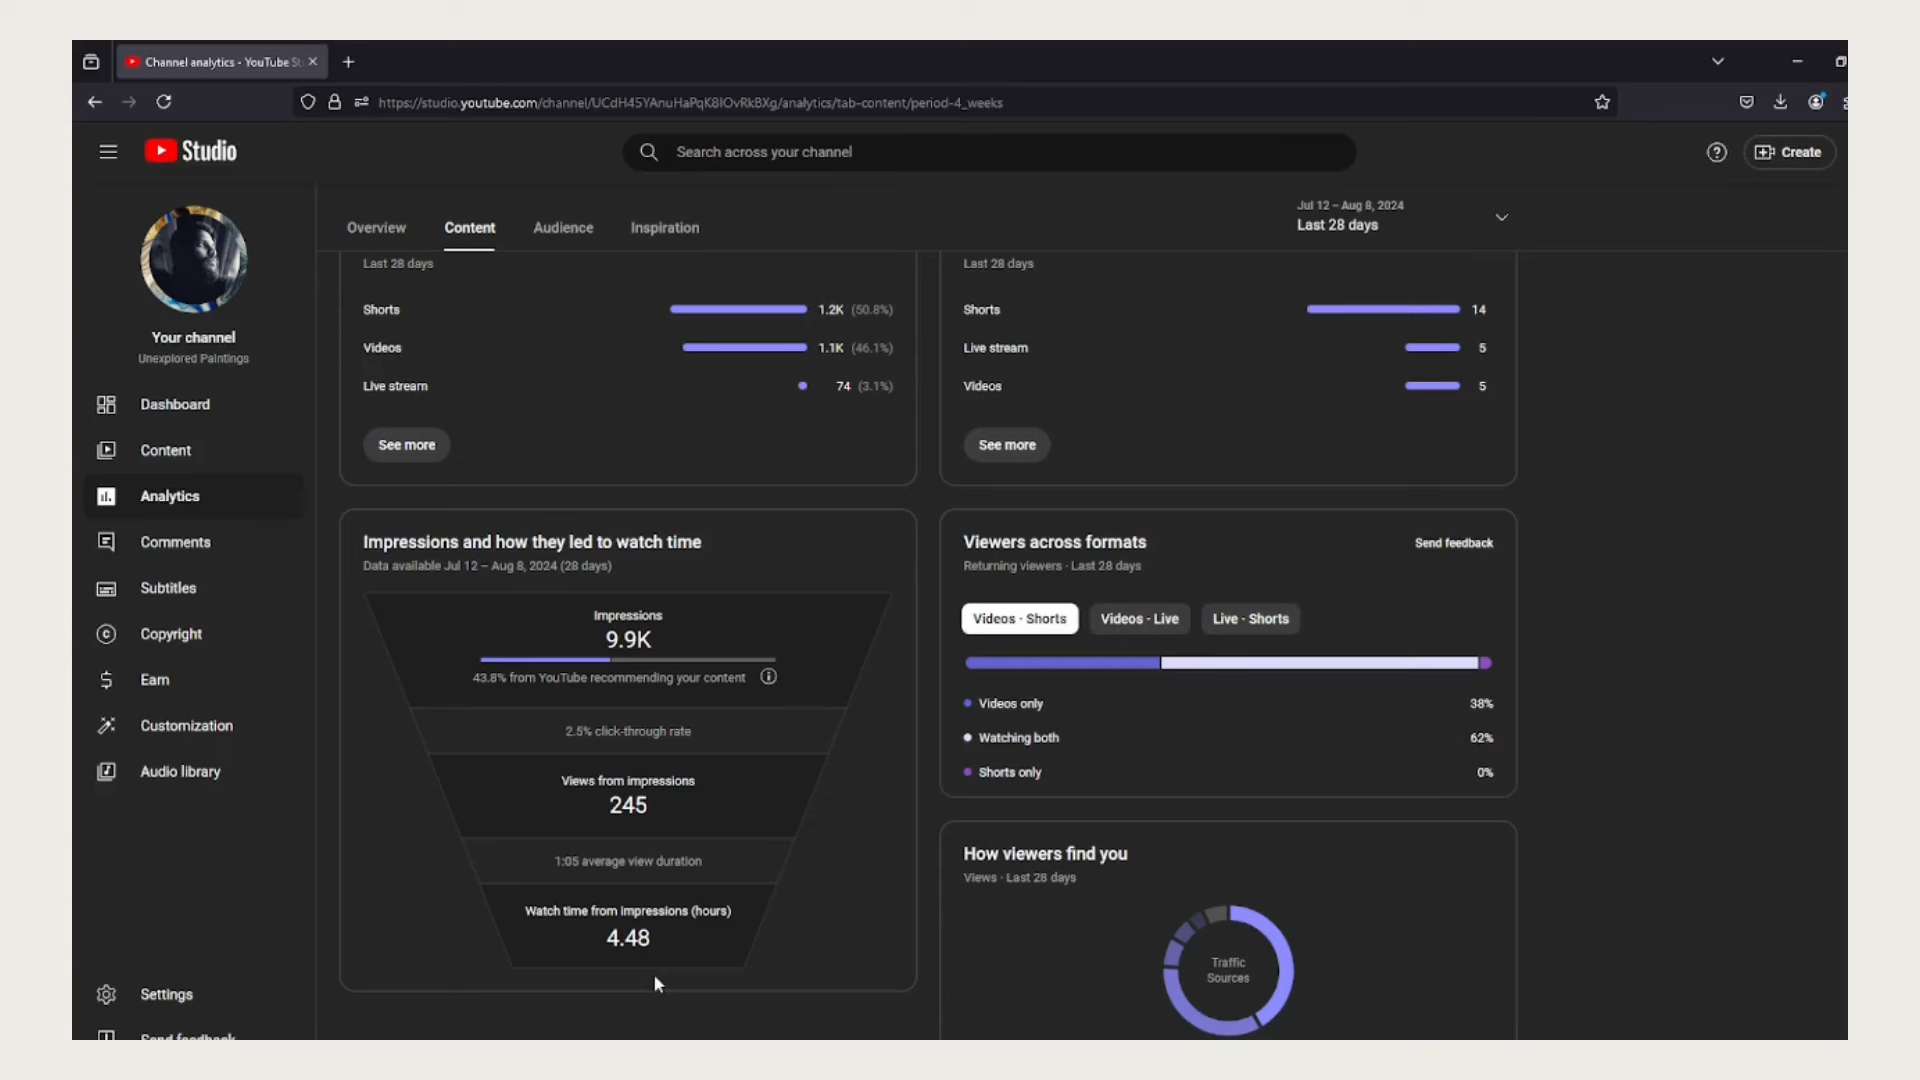 Channel analytics - YouTube St
https://studio.youtube.com/channel/UCdH45YAnuHaPqK8IOvRkBXg/analytics/tab-content/period-4_weeks
Studio
Search across your channel
Create
Overview
Content
Audience
Inspiration
Jul 12 – Aug 8, 2024
Last 28 days
Your channel
Unexplored Paintings
Dashboard
Content
Analytics
Comments
Subtitles
Copyright
Earn
Customization
Audio library
Settings
Send feedback
Last 28 days
Shorts 1.2K (50.8%)
Videos 1.1K (46.1%)
Live stream 74 (3.1%)
See more
Last 28 days
Shorts 14
Live stream 5
Videos 5
See more
Impressions and how they led to watch time
Data available Jul 12 – Aug 8, 2024 (28 days)
Impressions
9.9K
43.8% from YouTube recommending your content
2.5% click-through rate
Views from impressions
245
1:05 average view duration
Watch time from impressions (hours)
4.48
Viewers across formats
Send feedback
Returning viewers · Last 28 days
Videos · Shorts
Videos · Live
Live · Shorts
Videos only 38%
Watching both 62%
Shorts only 0%
How viewers find you
Views · Last 28 days
Traffic
Sources